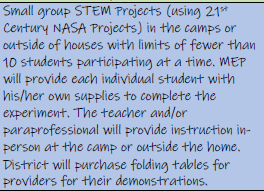 Small group STEM Projects (using 21st
Century NASA Projects) in the camps or
outside of houses with limits of fewer than
10 students participating at a time. MEP
will provide each individual student with
his/her own supplies to complete the
experiment. The teacher and/or
paraprofessional will provide instruction in-
person at the camp or outside the home.
District will purchase folding tables for
providers for their demonstrations.